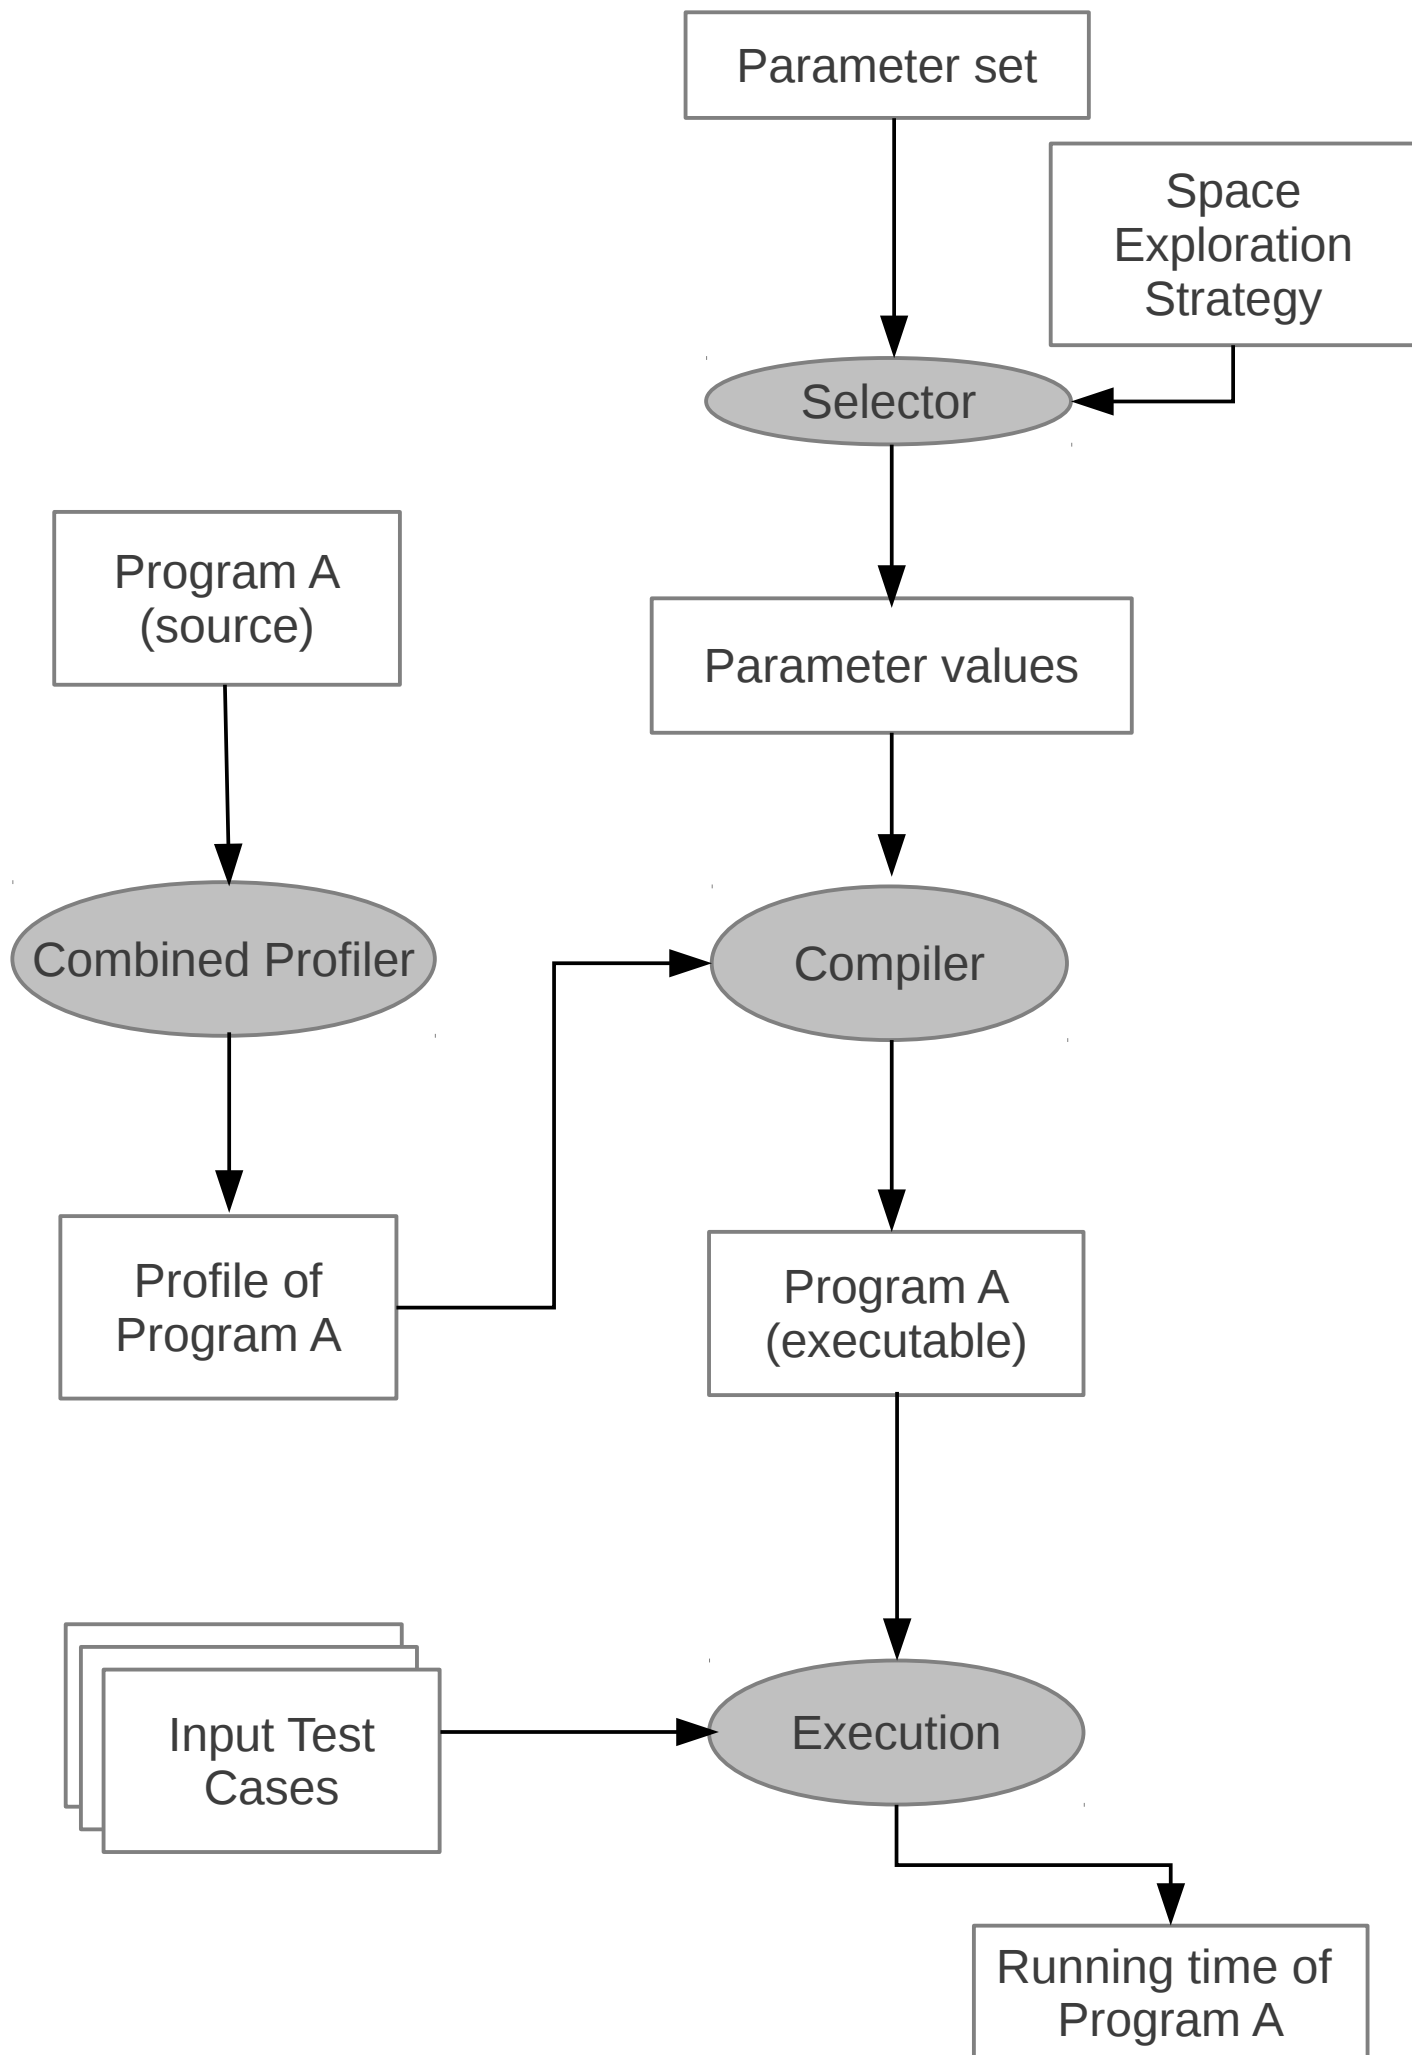 Parameter set
Space
Exploration
Strategy
Selector
Program A
(source)
Parameter values
Combined Profiler
Compiler
Profile of
Program A
Program A
(executable)
Input Test
Cases
Execution
Running time of
Program A